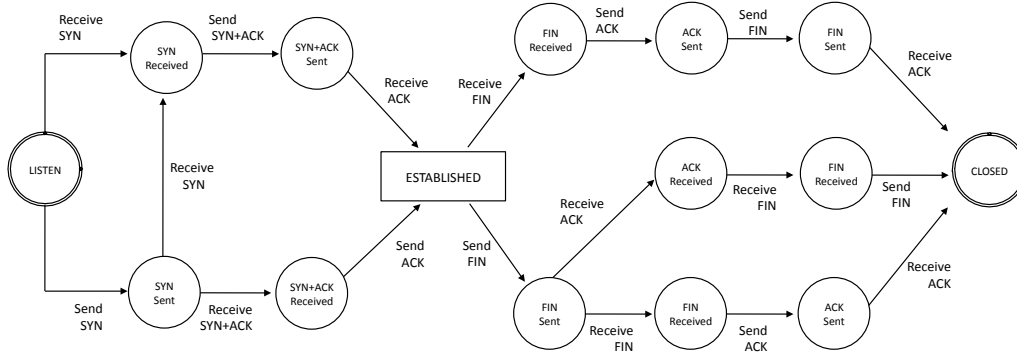 Receive
SYN
SYN
Received
Send
SYN+ACK
SYN+ACK
Sent
Receive
ACK
Receive
FIN
FIN
Received
Send
ACK
ACK
Sent
Send
FIN
FIN
Sent
Receive
ACK
LISTEN
Receive
SYN
ESTABLISHED
Receive
ACK
ACK
Received
Receive
FIN
FIN
Received
Send
FIN
CLOSED
Send
SYN
SYN
Sent
Receive
SYN+ACK
SYN+ACK
Received
Send
ACK
Send
FIN
FIN
Sent
Receive
FIN
FIN
Received
Send
ACK
ACK
Sent
Receive
ACK